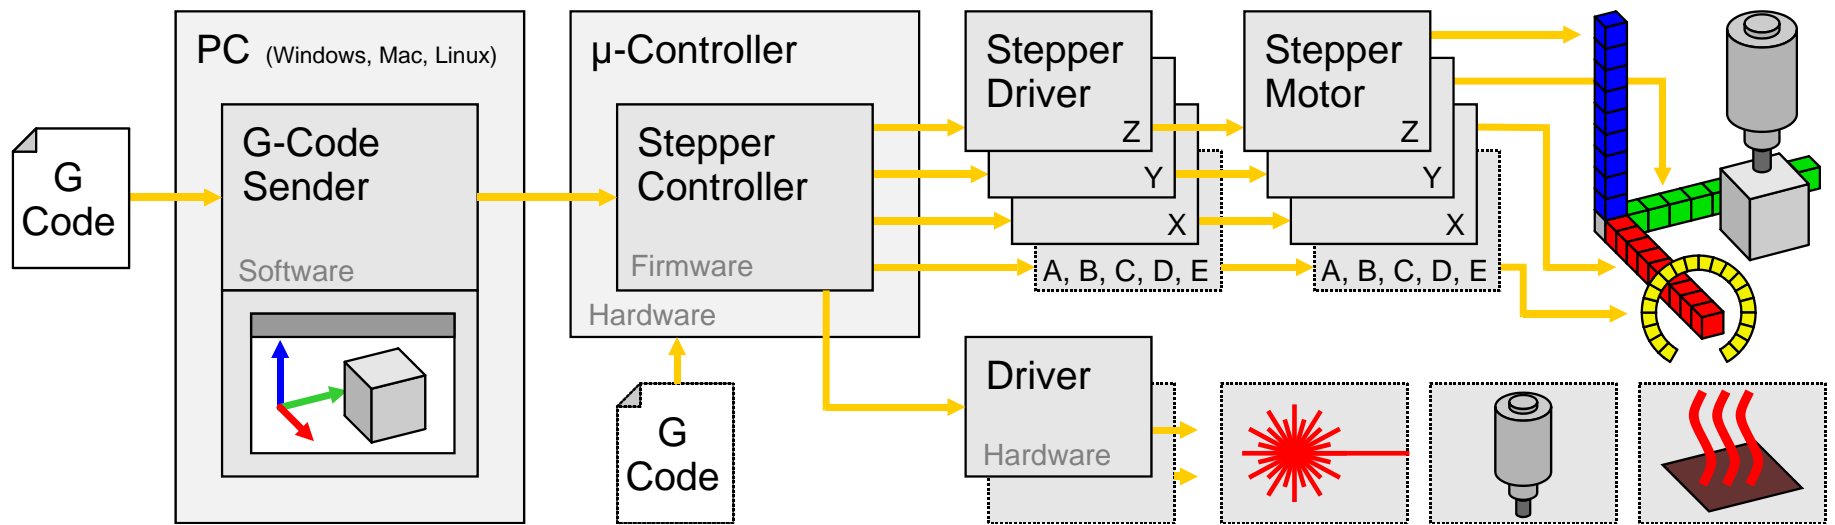 G
Code
PC (Windows, Mac, Linux)
G-Code
Sender
Software
µ-Controller
Stepper
Controller
Firmware
Hardware
G
Code
Stepper
Driver
Z
Y
X
A, B, C, D, E
Stepper
Motor
Z
Y
X
A, B, C, D, E
Driver
Hardware